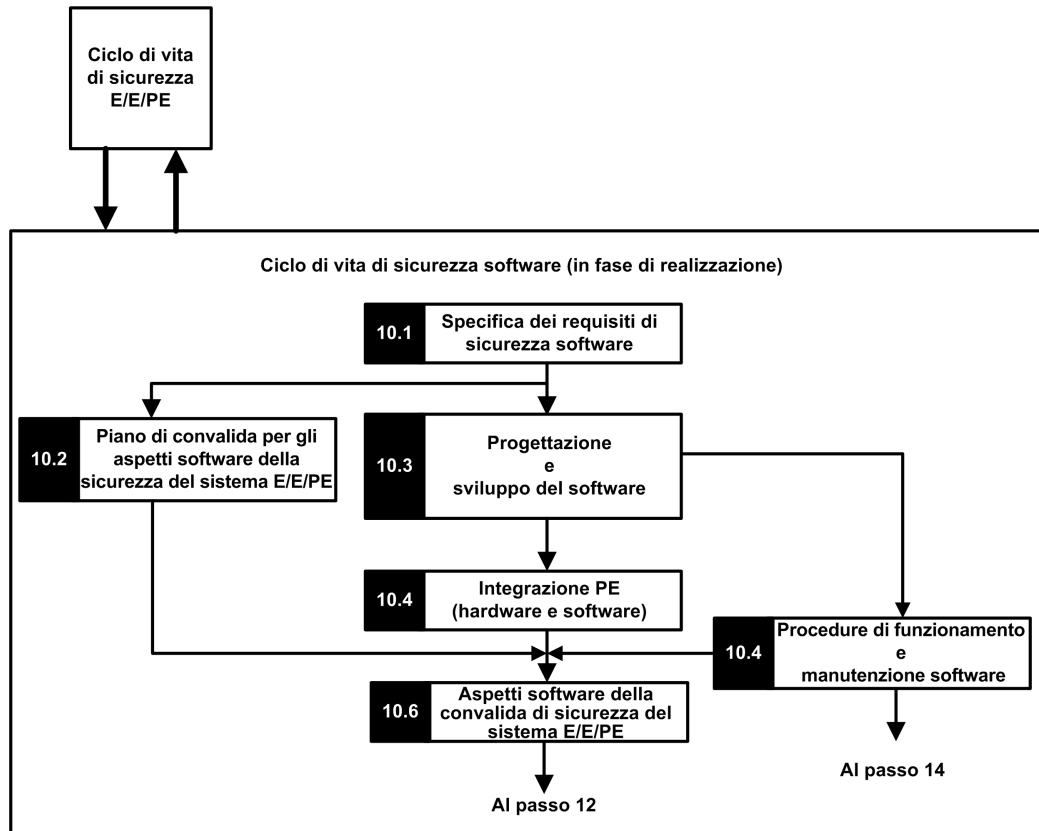 Ciclo di vita
di sicurezza
E/E/PE
Ciclo di vita di sicurezza software (in fase di realizzazione)
10.1
Specifica dei requisiti di
sicurezza software
10.2
Piano di convalida per gli
aspetti software della
sicurezza del sistema E/E/PE
10.3
Progettazione
e
sviluppo del software
10.4
Integrazione PE
(hardware e software)
10.4
Procedure di funzionamento
e
manutenzione software
10.6
Aspetti software della
convalida di sicurezza del
sistema E/E/PE
Al passo 14
Al passo 12